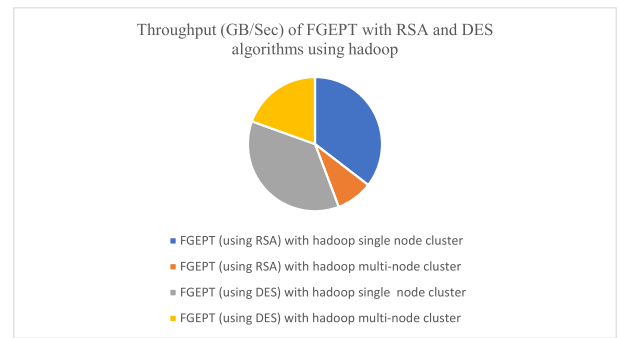 Throughput (GB/Sec) of FGEPT with RSA and DES
algorithms using hadoop
FGEPT (using RSA) with hadoop single node cluster
FGEPT (using RSA) with hadoop multi-node cluster
FGEPT (using DES) with hadoop single  node cluster
FGEPT (using DES) with hadoop multi-node cluster